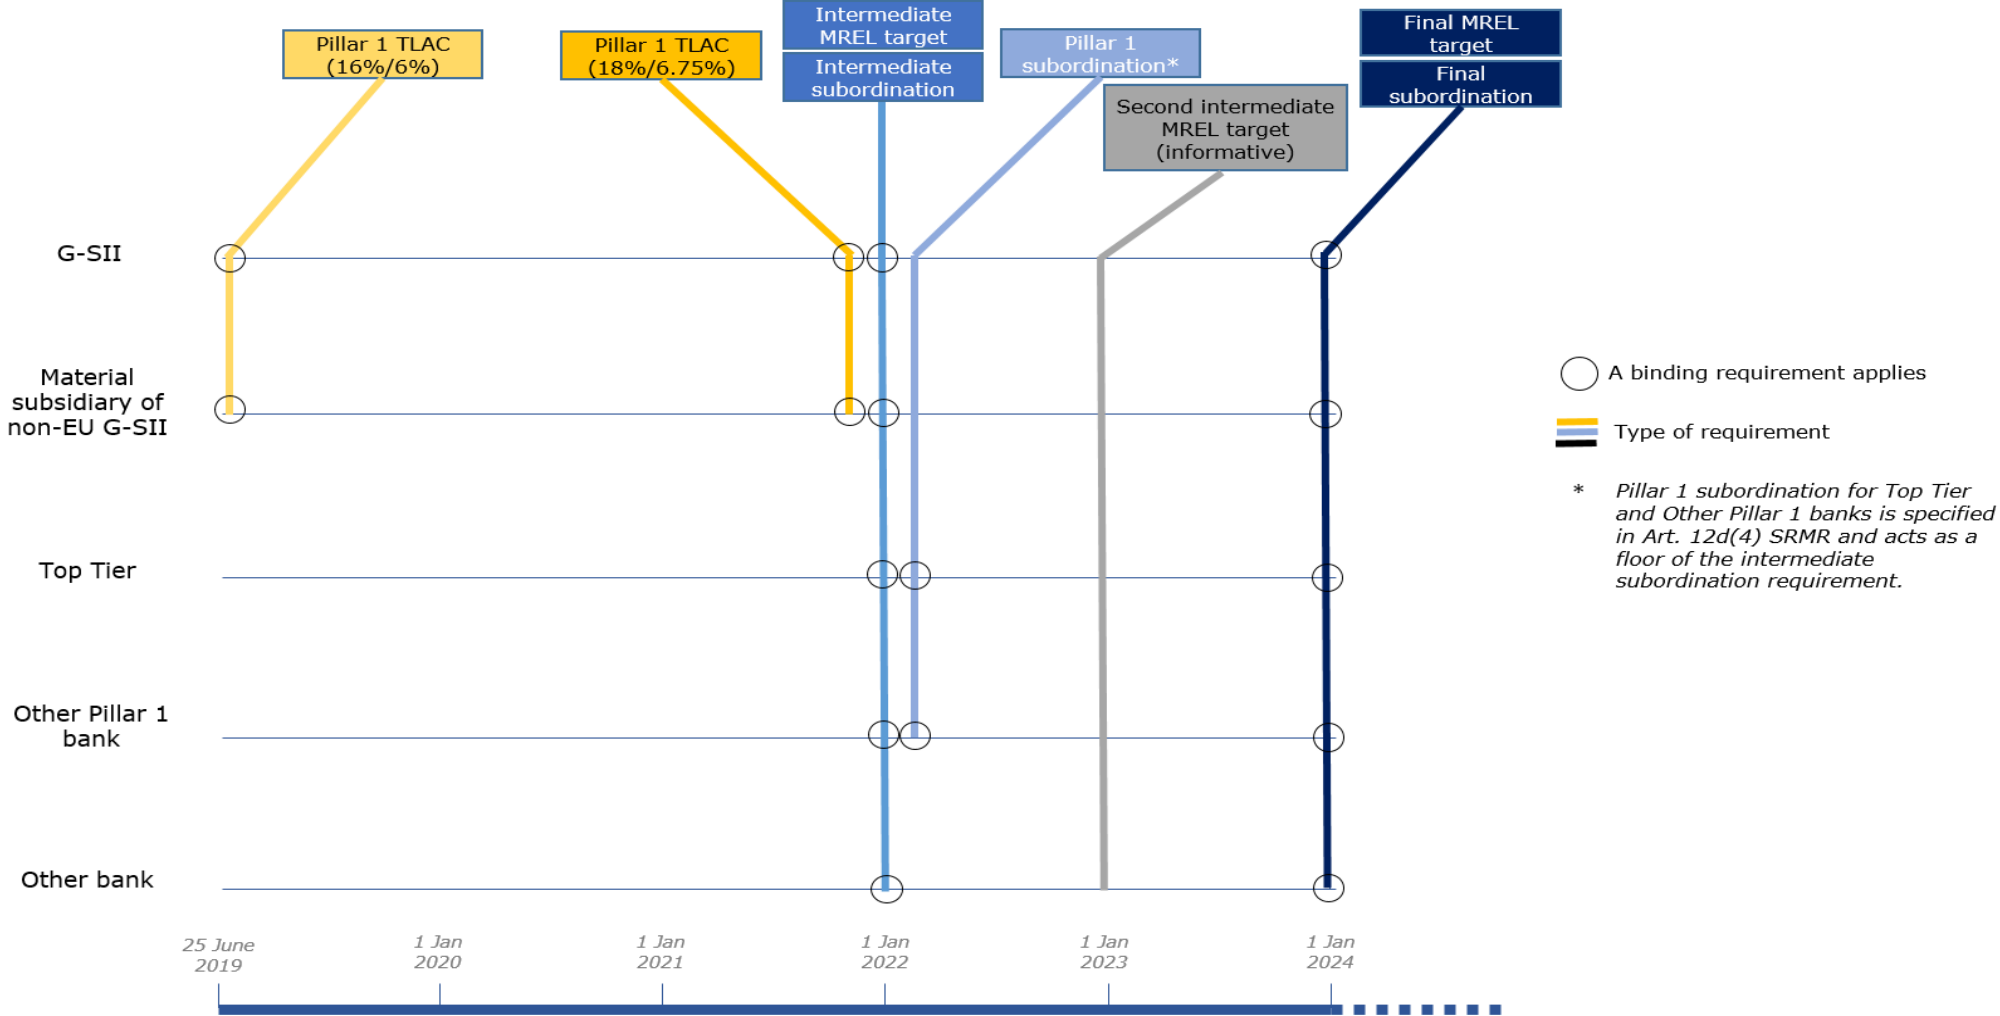 Pillar 1 TLAC
(16%/6%)
Pillar 1 TLAC
(18%/6.75%)
Intermediate
MREL target
Intermediate
subordination
Pillar 1
subordination*
Second intermediate
MREL target
(informative)
Final MREL
target
Final
subordination
G-SII
Material
subsidiary of
non-EU G-SII
Top Tier
Other Pillar 1
bank
Other bank
A binding requirement applies
Type of requirement
* Pillar 1 subordination for Top Tier
and Other Pillar 1 banks is specified
in Art. 12d(4) SRMR and acts as a
floor of the intermediate
subordination requirement.
25 June
2019
1 Jan
2020
1 Jan
2021
1 Jan
2022
1 Jan
2023
1 Jan
2024